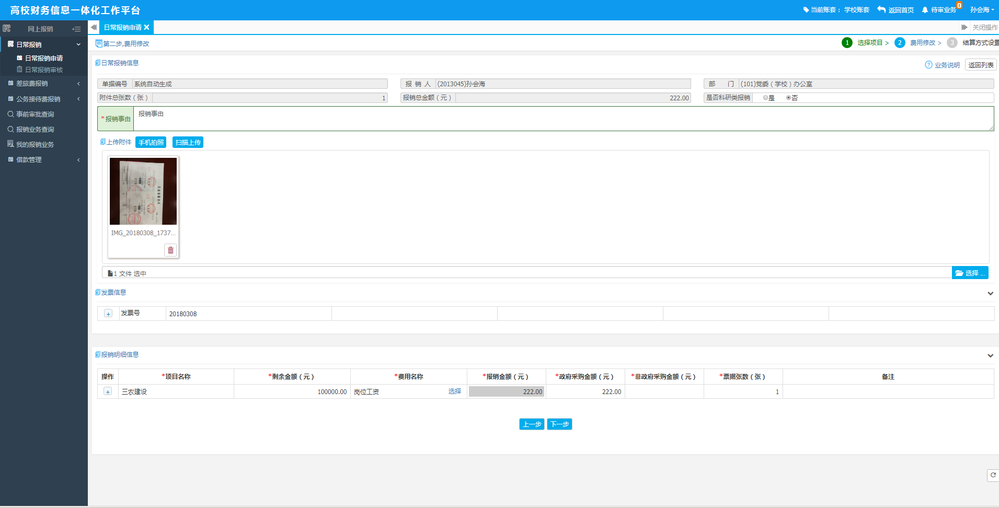 高校财务信息一体化工作平台
当前账套： 学校账套 返回首页 待审业务 0 孙会海
网上报销
日常报销申请
关闭操作
日常报销
日常报销申请
日常报销审核
差旅费报销
公务接待费报销
事前审批查询
报销业务查询
我的报销业务
借款管理
第二步,费用修改
1 选择项目 > 2 费用修改 > 3 结算方式设置
日常报销信息
业务说明 返回列表
单据编号 系统自动生成 报 销 人 (2013045)孙会海 部 门 (101)党委（学校）办公室
附件总张数（张） 1 报销总金额（元） 222.00 是否科研类报销 是 否
*报销事由 报销事由
上传附件 手机拍照 扫描上传
IMG_20180308_1737...
1 文件 选中 选择 ...
发票信息
+ 发票号 20180308
报销明细信息
操作 *项目名称 *剩余金额（元） *费用名称 *报销金额（元） *政府采购金额（元） *非政府采购金额（元） *票据张数（张） 备注
+ 三农建设 100000.00 岗位工资 选择 222.00 222.00 1
上一步 下一步